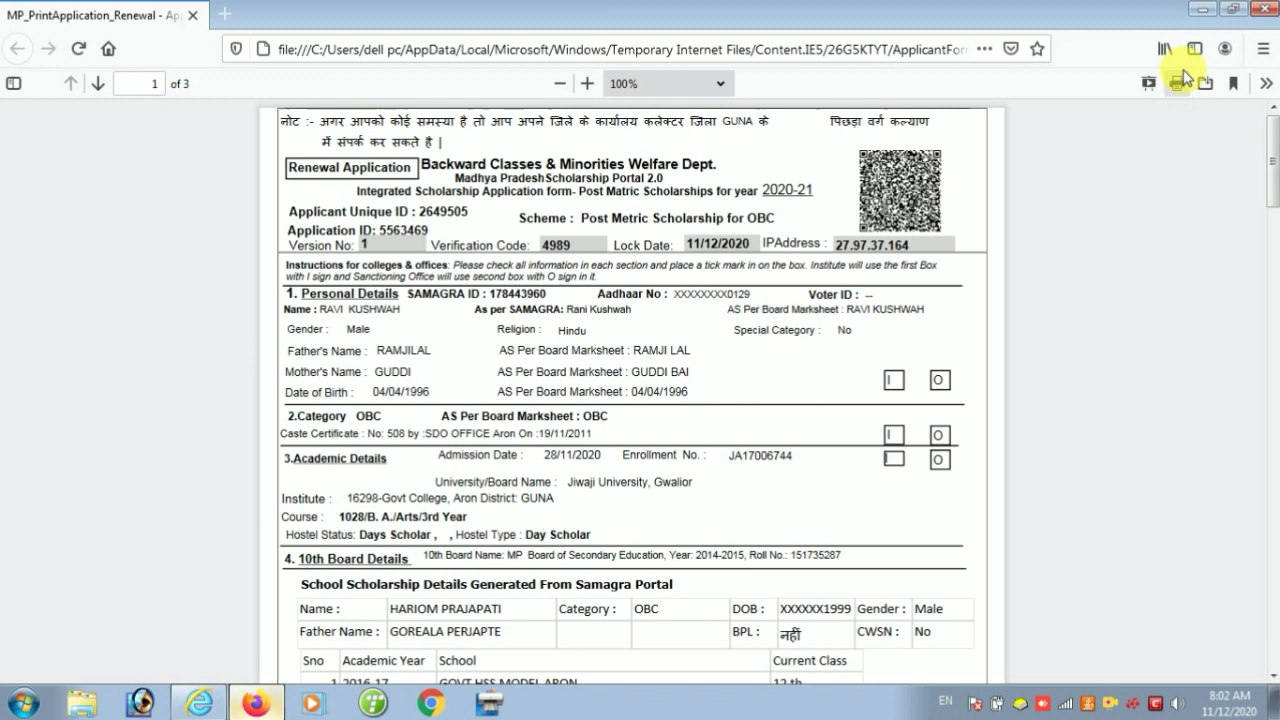 MP_PrintApplication_Renewal - Ap
file:///C:/Users/dell pc/AppData/Local/Microsoft/Windows/Temporary Internet Files/Content.IE5/26G5KTYT/ApplicantFor
1 of 3
100%
नोट :- अगर आपको कोई समस्या है तो आप अपने जिले के कार्यालय कलेक्टर जिला GUNA के पिछड़ा वर्ग कल्याण
में संपर्क कर सकते है |
Renewal Application Backward Classes & Minorities Welfare Dept.
Madhya Pradesh Scholarship Portal 2.0
Integrated Scholarship Application form- Post Matric Scholarships for year 2020-21
Applicant Unique ID : 2649505
Scheme : Post Metric Scholarship for OBC
Application ID: 5563469
Version No: 1 Verification Code: 4989 Lock Date: 11/12/2020 IPAddress : 27.97.37.164
Instructions for colleges & offices: Please check all information in each section and place a tick mark in on the box. Institute will use the first Box
with I sign and Sanctioning Office will use second box with O sign in it.
1. Personal Details SAMAGRA ID : 178443960 Aadhaar No : XXXXXXXX0129 Voter ID : --
Name : RAVI KUSHWAH As per SAMAGRA: Rani Kushwah AS Per Board Marksheet : RAVI KUSHWAH
Gender : Male Religion : Hindu Special Category : No
Father's Name : RAMJILAL AS Per Board Marksheet : RAMJI LAL
Mother's Name : GUDDI AS Per Board Marksheet : GUDDI BAI I O
Date of Birth : 04/04/1996 AS Per Board Marksheet : 04/04/1996
2.Category OBC AS Per Board Marksheet : OBC
Caste Certificate : No: 508 by :SDO OFFICE Aron On :19/11/2011 I O
3.Academic Details Admission Date : 28/11/2020 Enrollment No. : JA17006744 I O
University/Board Name : Jiwaji University, Gwalior
Institute : 16298-Govt College, Aron District: GUNA
Course : 1028/B. A./Arts/3rd Year
Hostel Status: Days Scholar , , Hostel Type : Day Scholar
4. 10th Board Details 10th Board Name: MP Board of Secondary Education, Year: 2014-2015, Roll No.: 151735287
School Scholarship Details Generated From Samagra Portal
Name : HARIOM PRAJAPATI Category : OBC DOB : XXXXXX1999 Gender : Male
Father Name : GOREALA PERJAPTE BPL : नहीं CWSN : No
Sno Academic Year School Current Class
1 2016-17 GOVT HSS MODEL ARON 12 th
EN 8:02 AM
11/12/2020